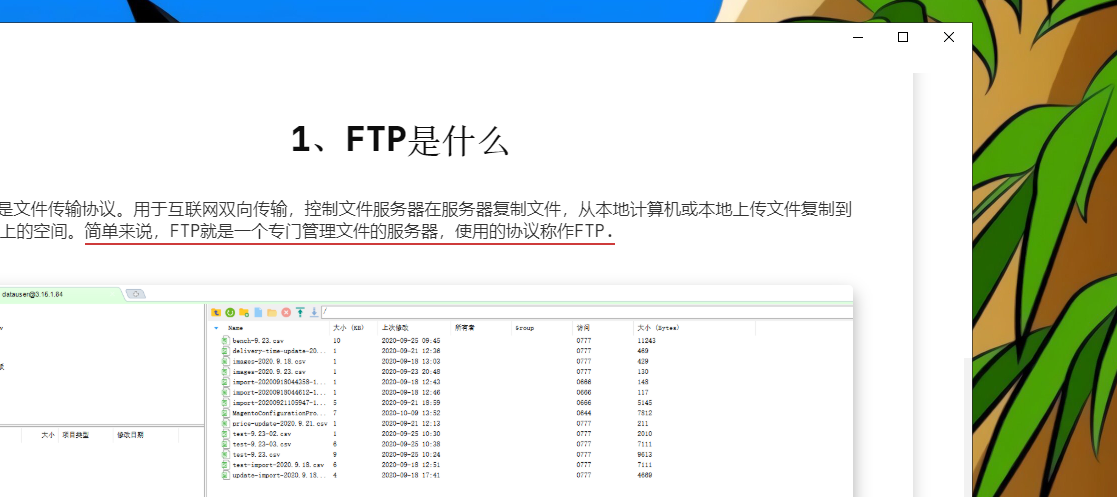 1、FTP是什么
是文件传输协议。用于互联网双向传输，控制文件服务器在服务器复制文件，从本地计算机或本地上传文件复制到
上的空间。简单来说，FTP就是一个专门管理文件的服务器，使用的协议称作FTP.
datauser@3.16.1.84
/
Name 大小 (KB) 上次修改 所有者 Group 访问 大小 (Bytes)
bench-9.23.csv 10 2020-09-25 09:45 0777 11243
delivery-time-update-20... 1 2020-09-21 12:36 0777 469
images-2020.9.18.csv 1 2020-09-18 13:03 0777 429
images-2020.9.23.csv 1 2020-09-23 20:48 0777 130
import-20200918044358-1... 1 2020-09-18 12:43 0666 148
import-20200918044612-1... 1 2020-09-18 12:46 0666 117
import-20200921105947-1... 5 2020-09-21 18:59 0666 5145
MagentoConfigurationPro... 7 2020-10-09 13:52 0644 7812
price-update-2020.9.21.csv 1 2020-09-21 12:13 0777 211
test-9.23-02.csv 1 2020-09-25 10:30 0777 2010
test-9.23-03.csv 6 2020-09-25 10:38 0777 7111
test-9.23.csv 9 2020-09-25 10:24 0777 9613
test-import-2020.9.18.csv 6 2020-09-18 12:51 0777 7111
update-import-2020.9.18... 4 2020-09-18 17:41 0777 4669
大小 项目类型 修改日期